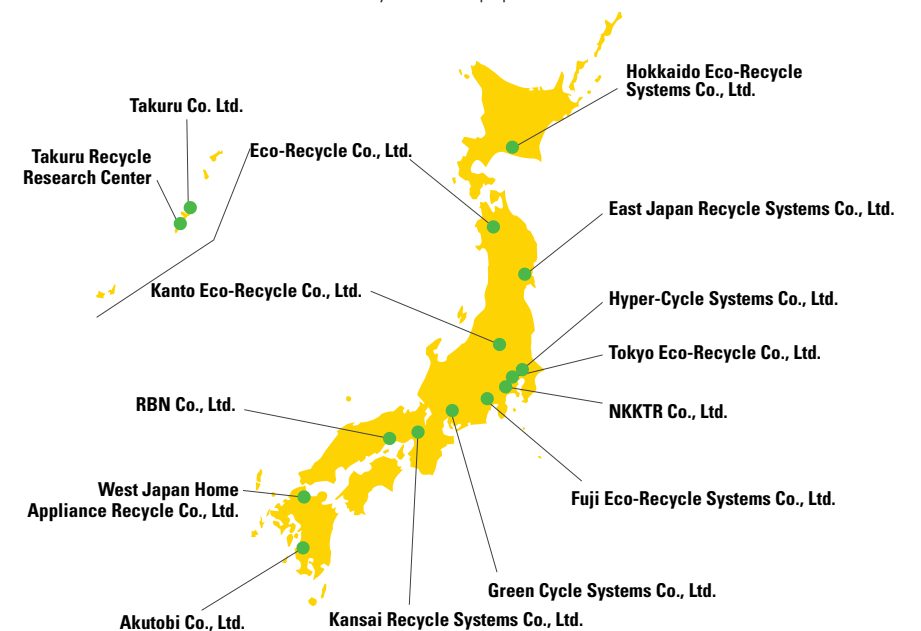 Hokkaido Eco-Recycle
Systems Co., Ltd.
Takuru Co. Ltd.
Eco-Recycle Co., Ltd.
Takuru Recycle
Research Center
East Japan Recycle Systems Co., Ltd.
Kanto Eco-Recycle Co., Ltd.
Hyper-Cycle Systems Co., Ltd.
Tokyo Eco-Recycle Co., Ltd.
RBN Co., Ltd.
NKKTR Co., Ltd.
West Japan Home
Appliance Recycle Co., Ltd.
Fuji Eco-Recycle Systems Co., Ltd.
Green Cycle Systems Co., Ltd.
Akutobi Co., Ltd.
Kansai Recycle Systems Co., Ltd.